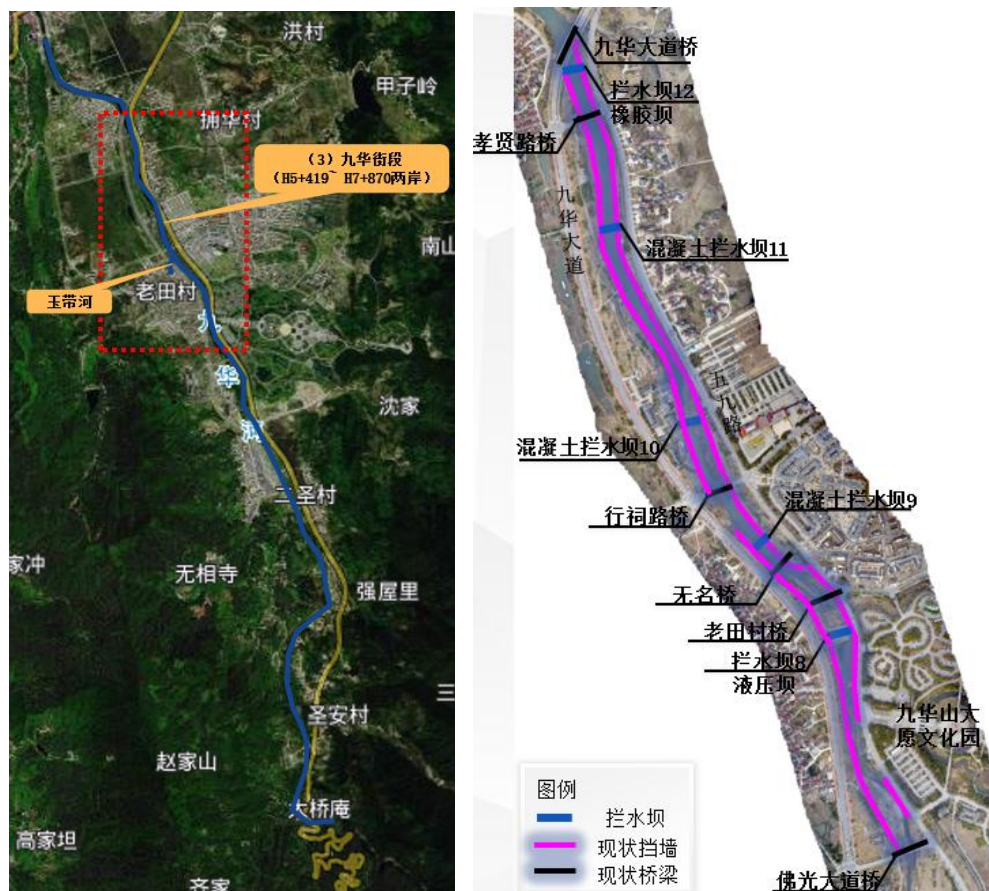 洪村
甲子岭
拥华村
(3)九华街段
(H5+419~H7+870两岸)
南山
玉带河
老田村
九
华
河
沈家
二圣村
家冲
无相寺
强屋里
三
圣安村
赵家山
大桥庵
高家坦
齐家
九华大道桥
拦水坝12
橡胶坝
孝贤路桥
九华大道
混凝土拦水坝11
五九路
混凝土拦水坝10
混凝土拦水坝9
行祠路桥
无名桥
老田村桥
拦水坝8
液压坝
九华山大
愿文化园
图例
拦水坝
现状挡墙
现状桥梁
佛光大道桥